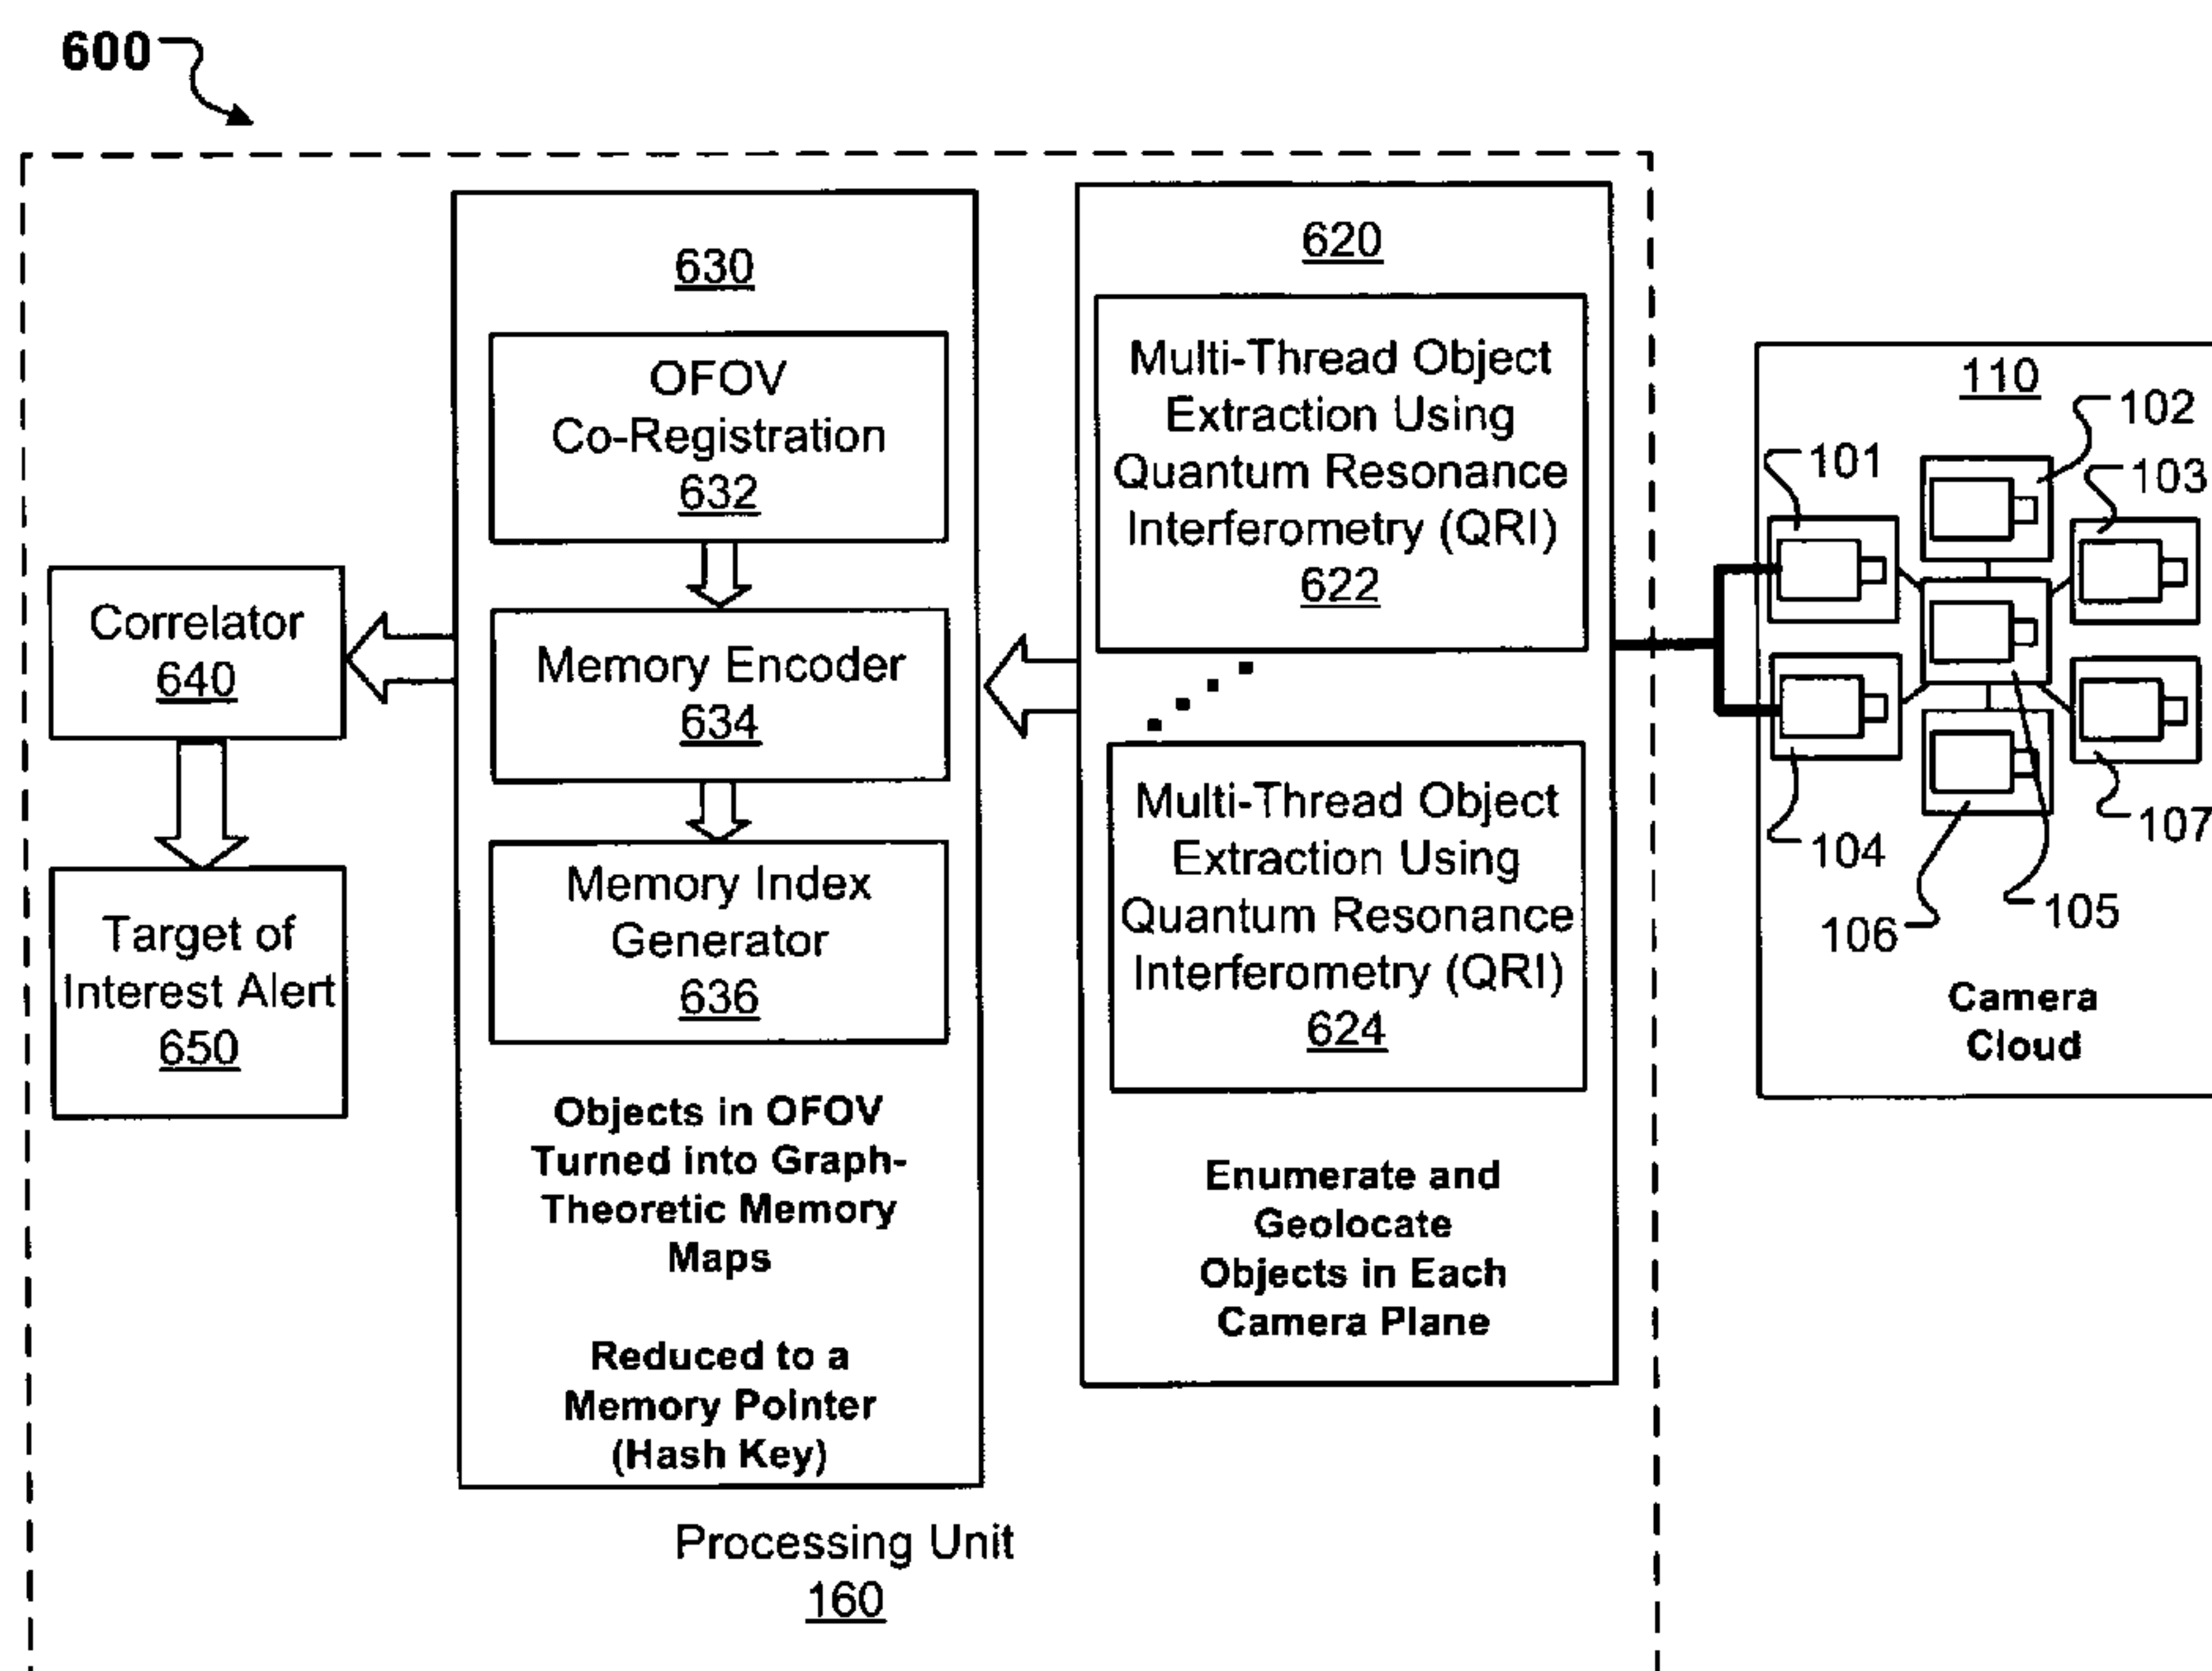 600
630
OFOV
Co-Registration
632
Memory Encoder
634
Memory Index
Generator
636
Objects in OFOV
Turned into Graph-
Theoretic Memory
Maps
Reduced to a
Memory Pointer
(Hash Key)
Correlator
640
Target of
Interest Alert
650
620
Multi-Thread Object
Extraction Using
Quantum Resonance
Interferometry (QRI)
622
Multi-Thread Object
Extraction Using
Quantum Resonance
Interferometry (QRI)
624
Enumerate and
Geolocate
Objects in Each
Camera Plane
Processing Unit
160
110
102
101
103
104
107
106
105
Camera
Cloud